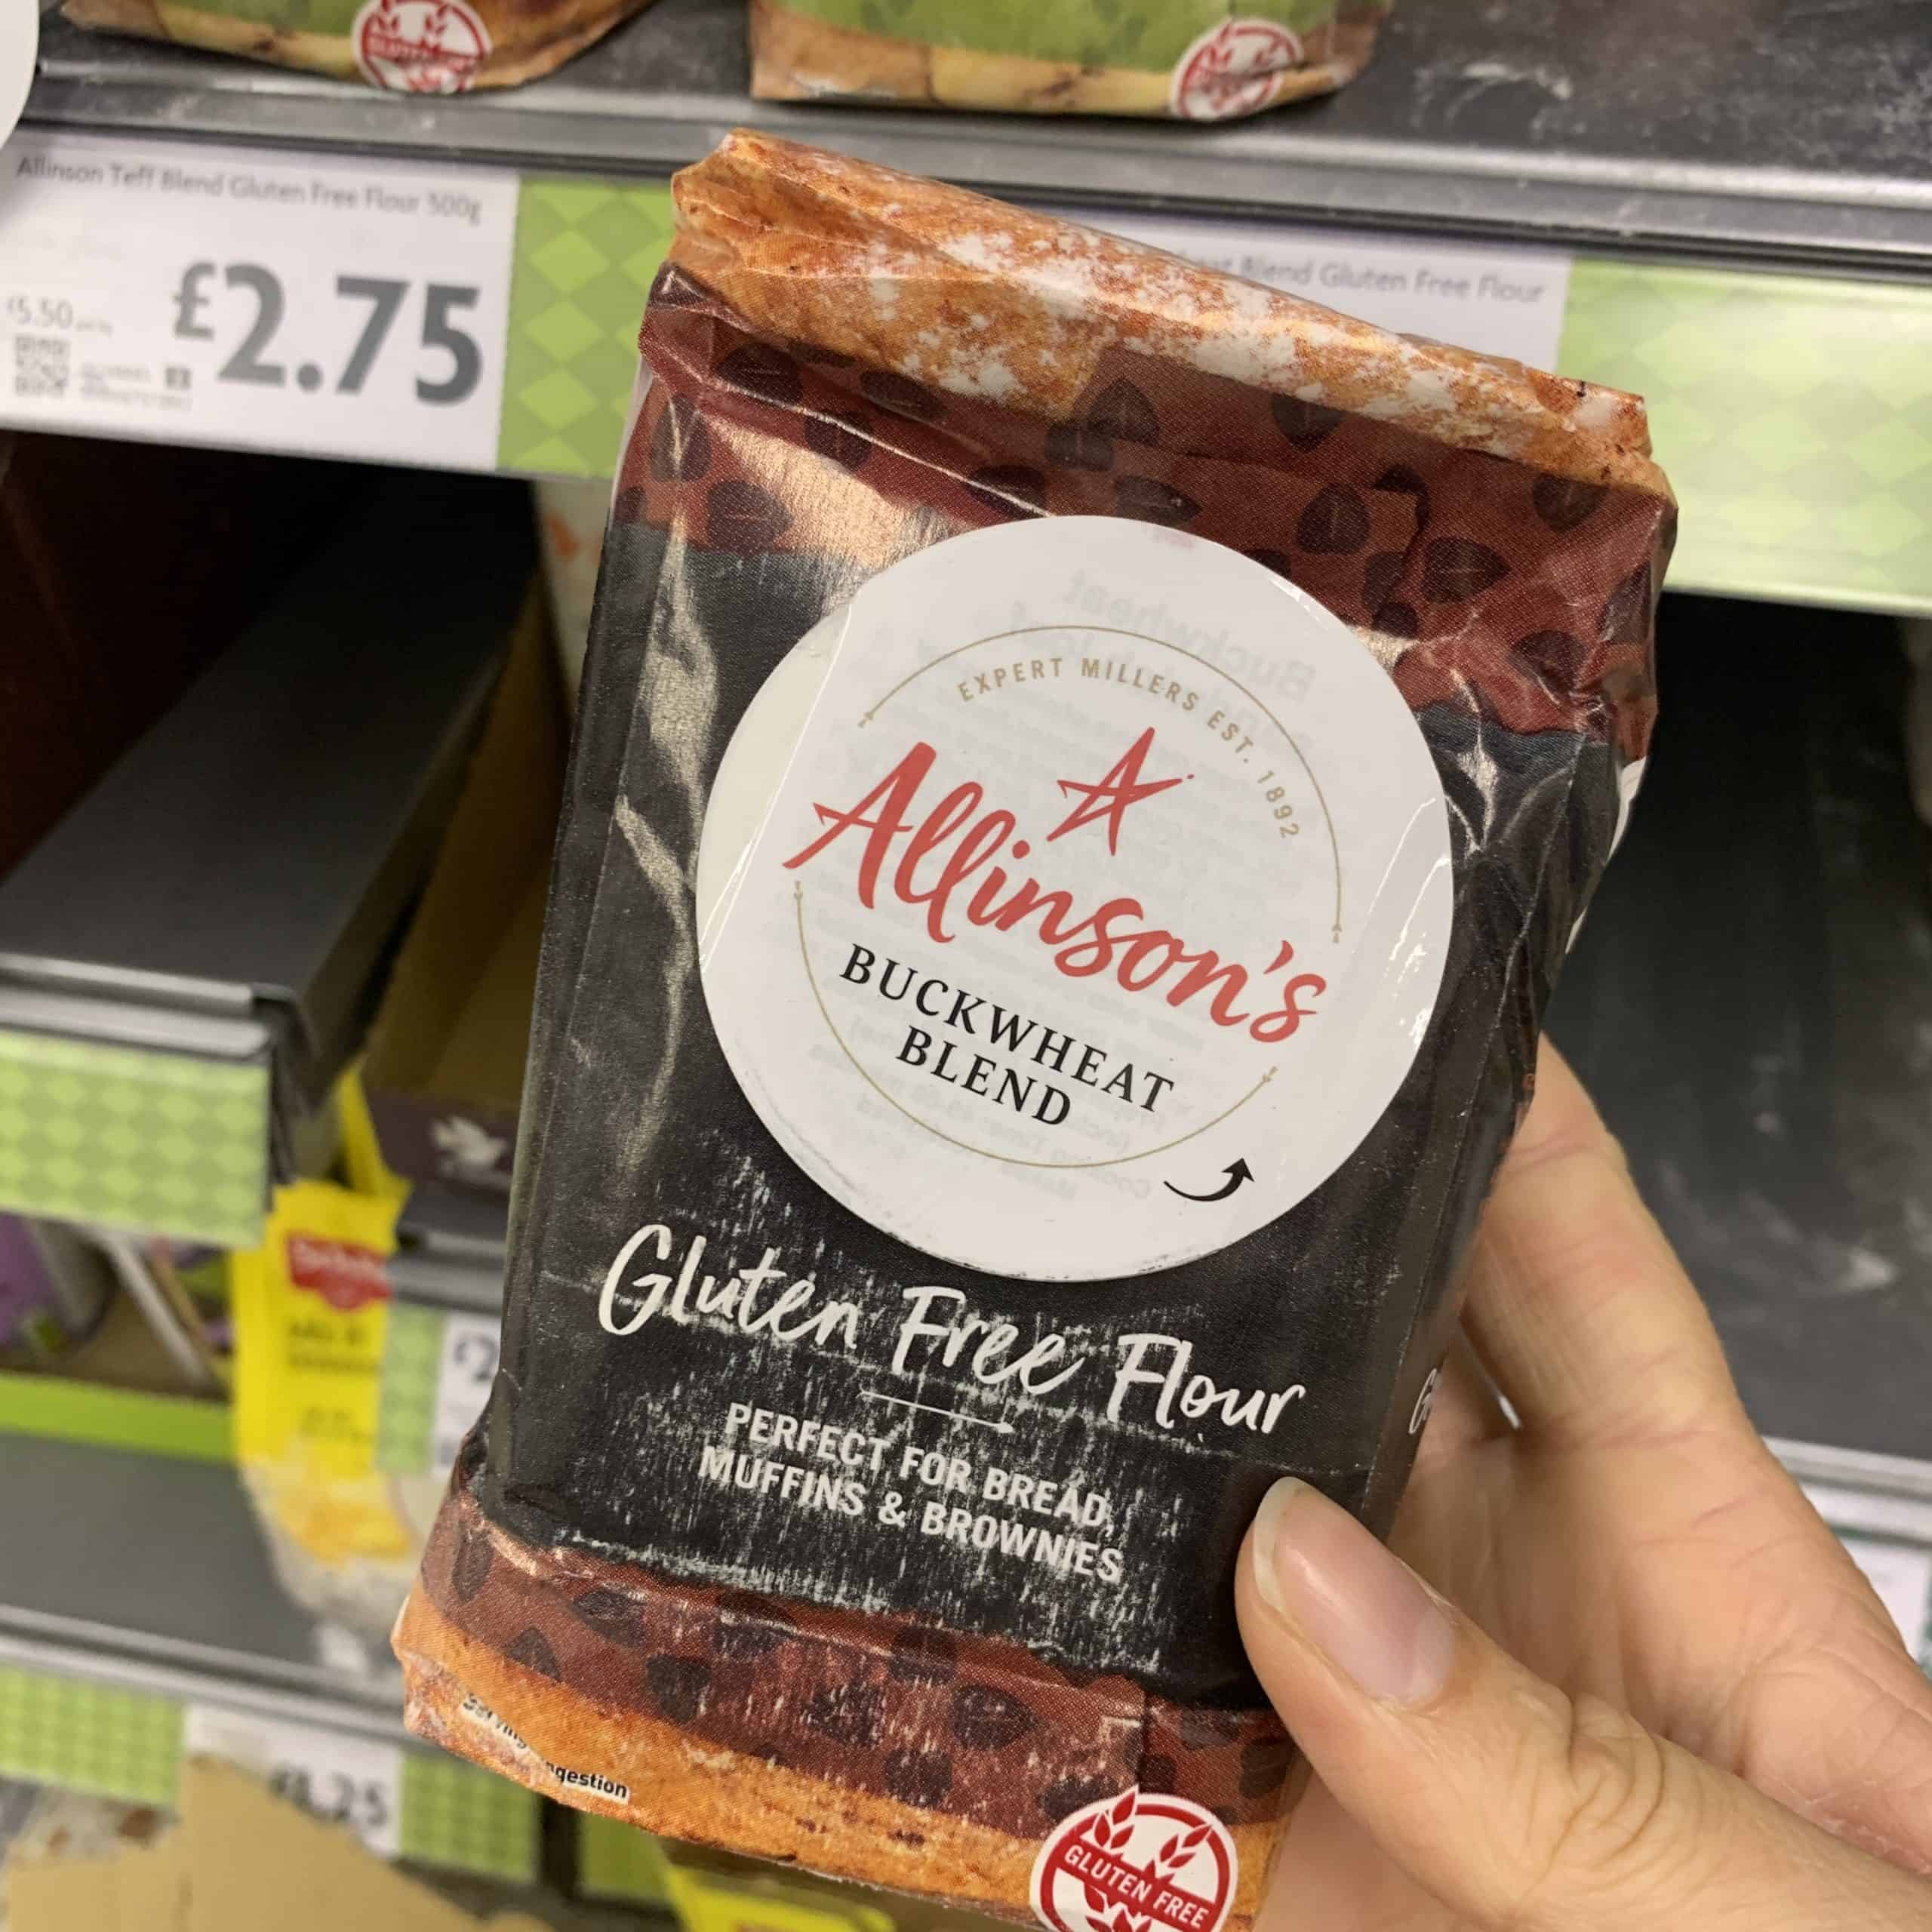 GLUTEN
Allinson Teff Blend Gluten Free Flour 500g
£5.50
£2.75
Blend Gluten Free Flour
EXPERT MILLERS EST. 1892
Allinson's
BUCKWHEAT
BLEND
Gluten Free Flour
PERFECT FOR BREAD,
MUFFINS & BROWNIES
GLUTEN FREE